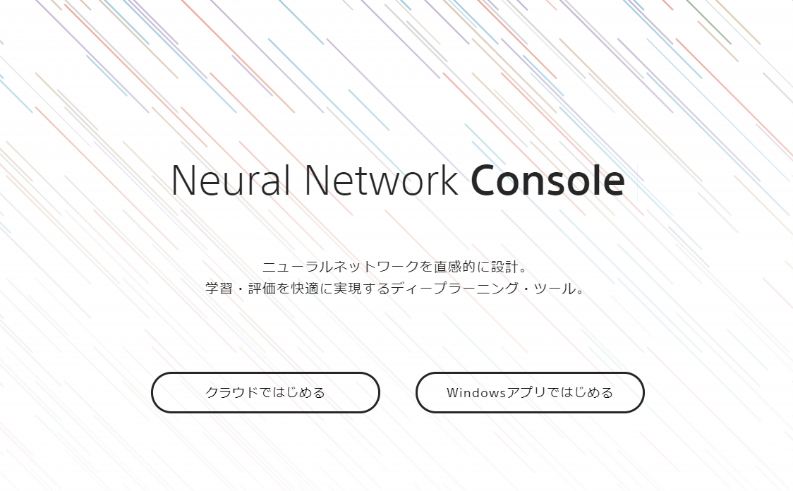 Neural Network Console
ニューラルネットワークを直感的に設計。
学習・評価を快適に実現するディープラーニング・ツール。
クラウドではじめる
Windowsアプリではじめる